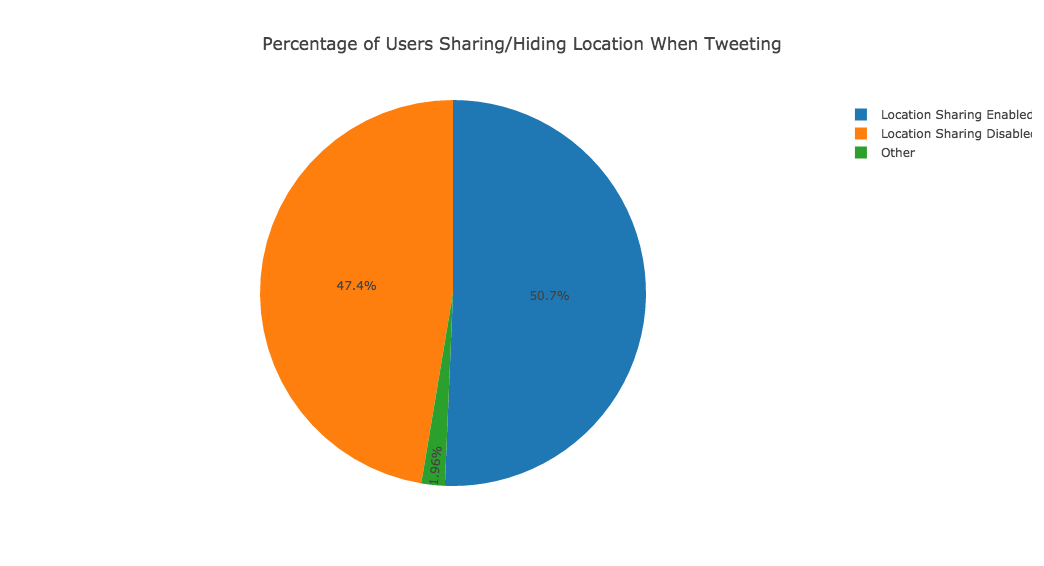 Percentage of Users Sharing/Hiding Location When Tweeting
Location Sharing Enabled
Location Sharing Disable
Other
47.4%
50.7%
1.96%